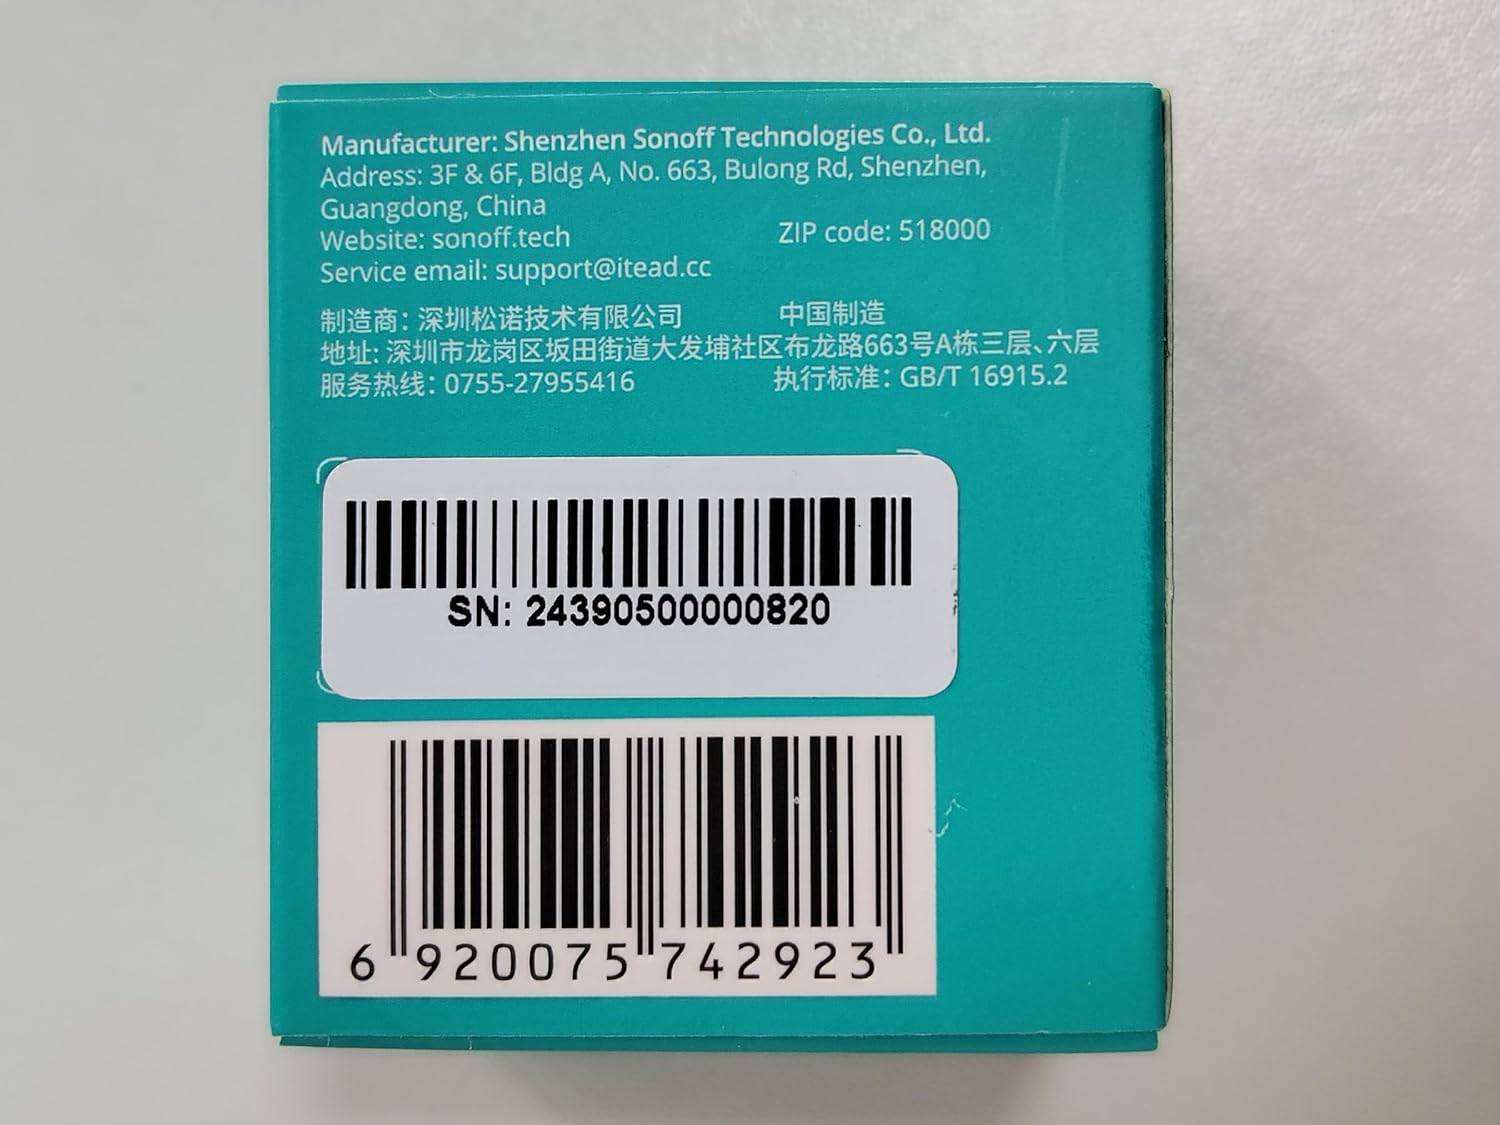 Manufacturer: Shenzhen Sonoff Technologies Co., Ltd.
Address: 3F & 6F, Bldg A, No. 663, Bulong Rd, Shenzhen,
Guangdong, China
Website: sonoff.tech ZIP code: 518000
Service email: support@itead.cc
制造商：深圳松诺技术有限公司 中国制造
地址: 深圳市龙岗区坂田街道大发埔社区布龙路663号A栋三层、六层
服务热线：0755-27955416 执行标准：GB/T 16915.2
SN: 24390500000820
6 920075 742923